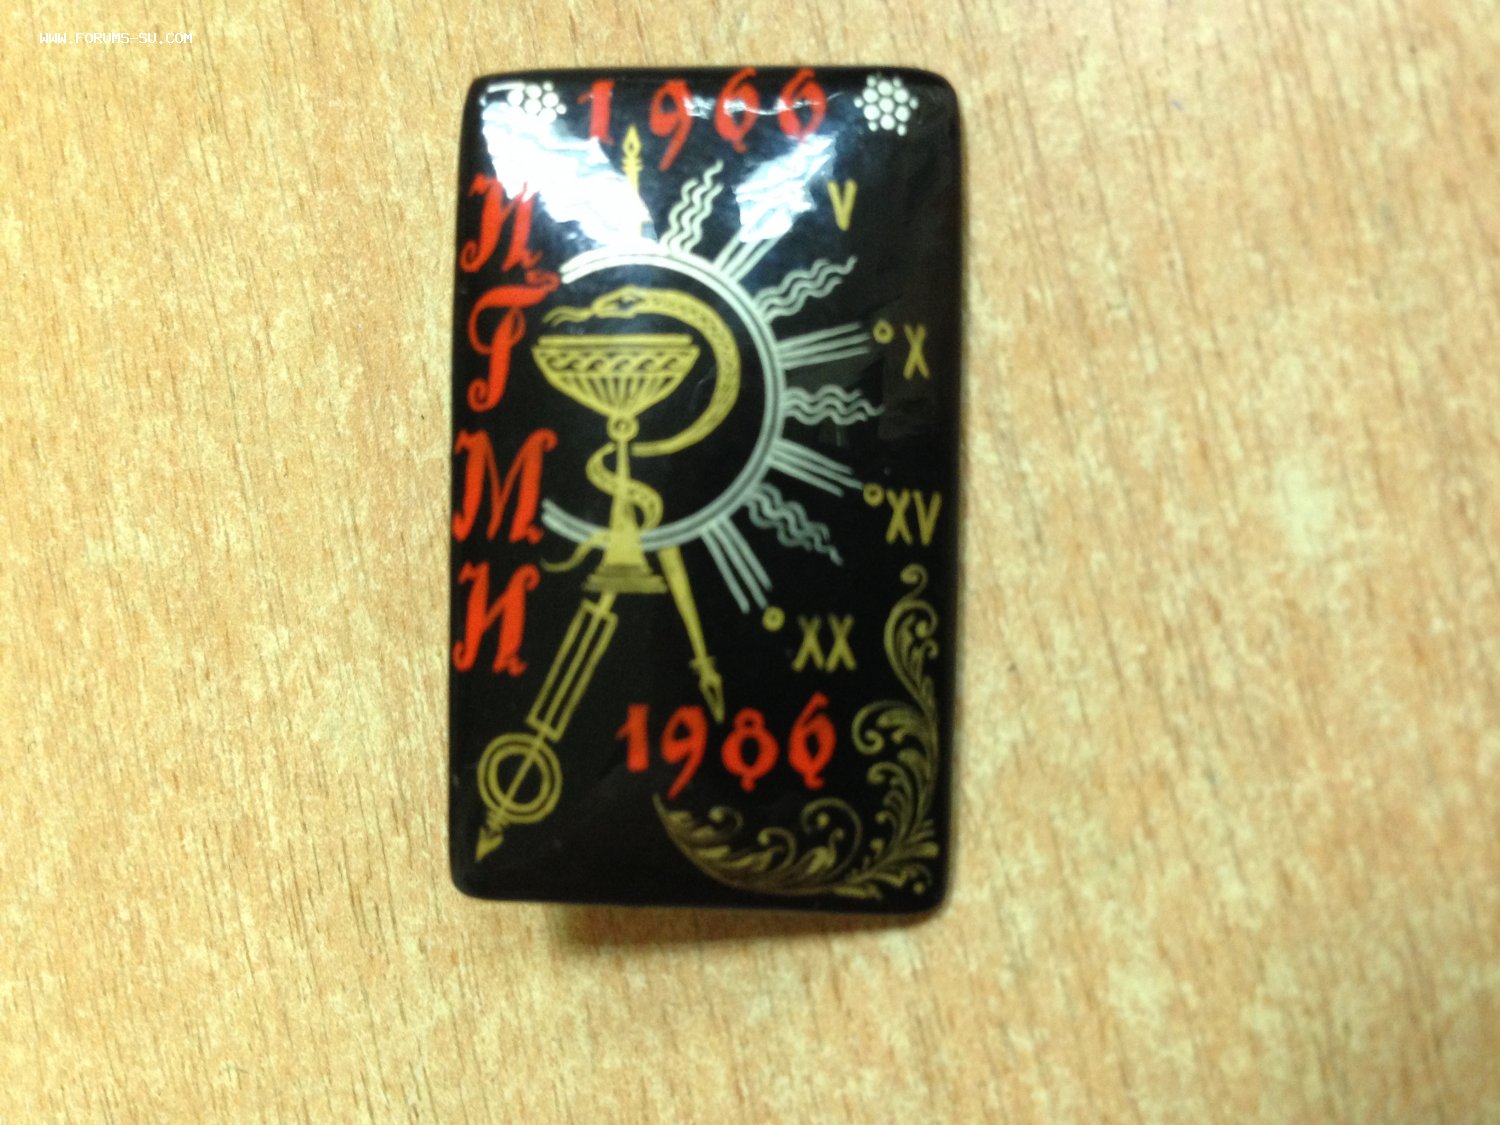 WWW.FORUMS-SU.COM
1966
И
Г
М
И
V
X
XV
XX
1986